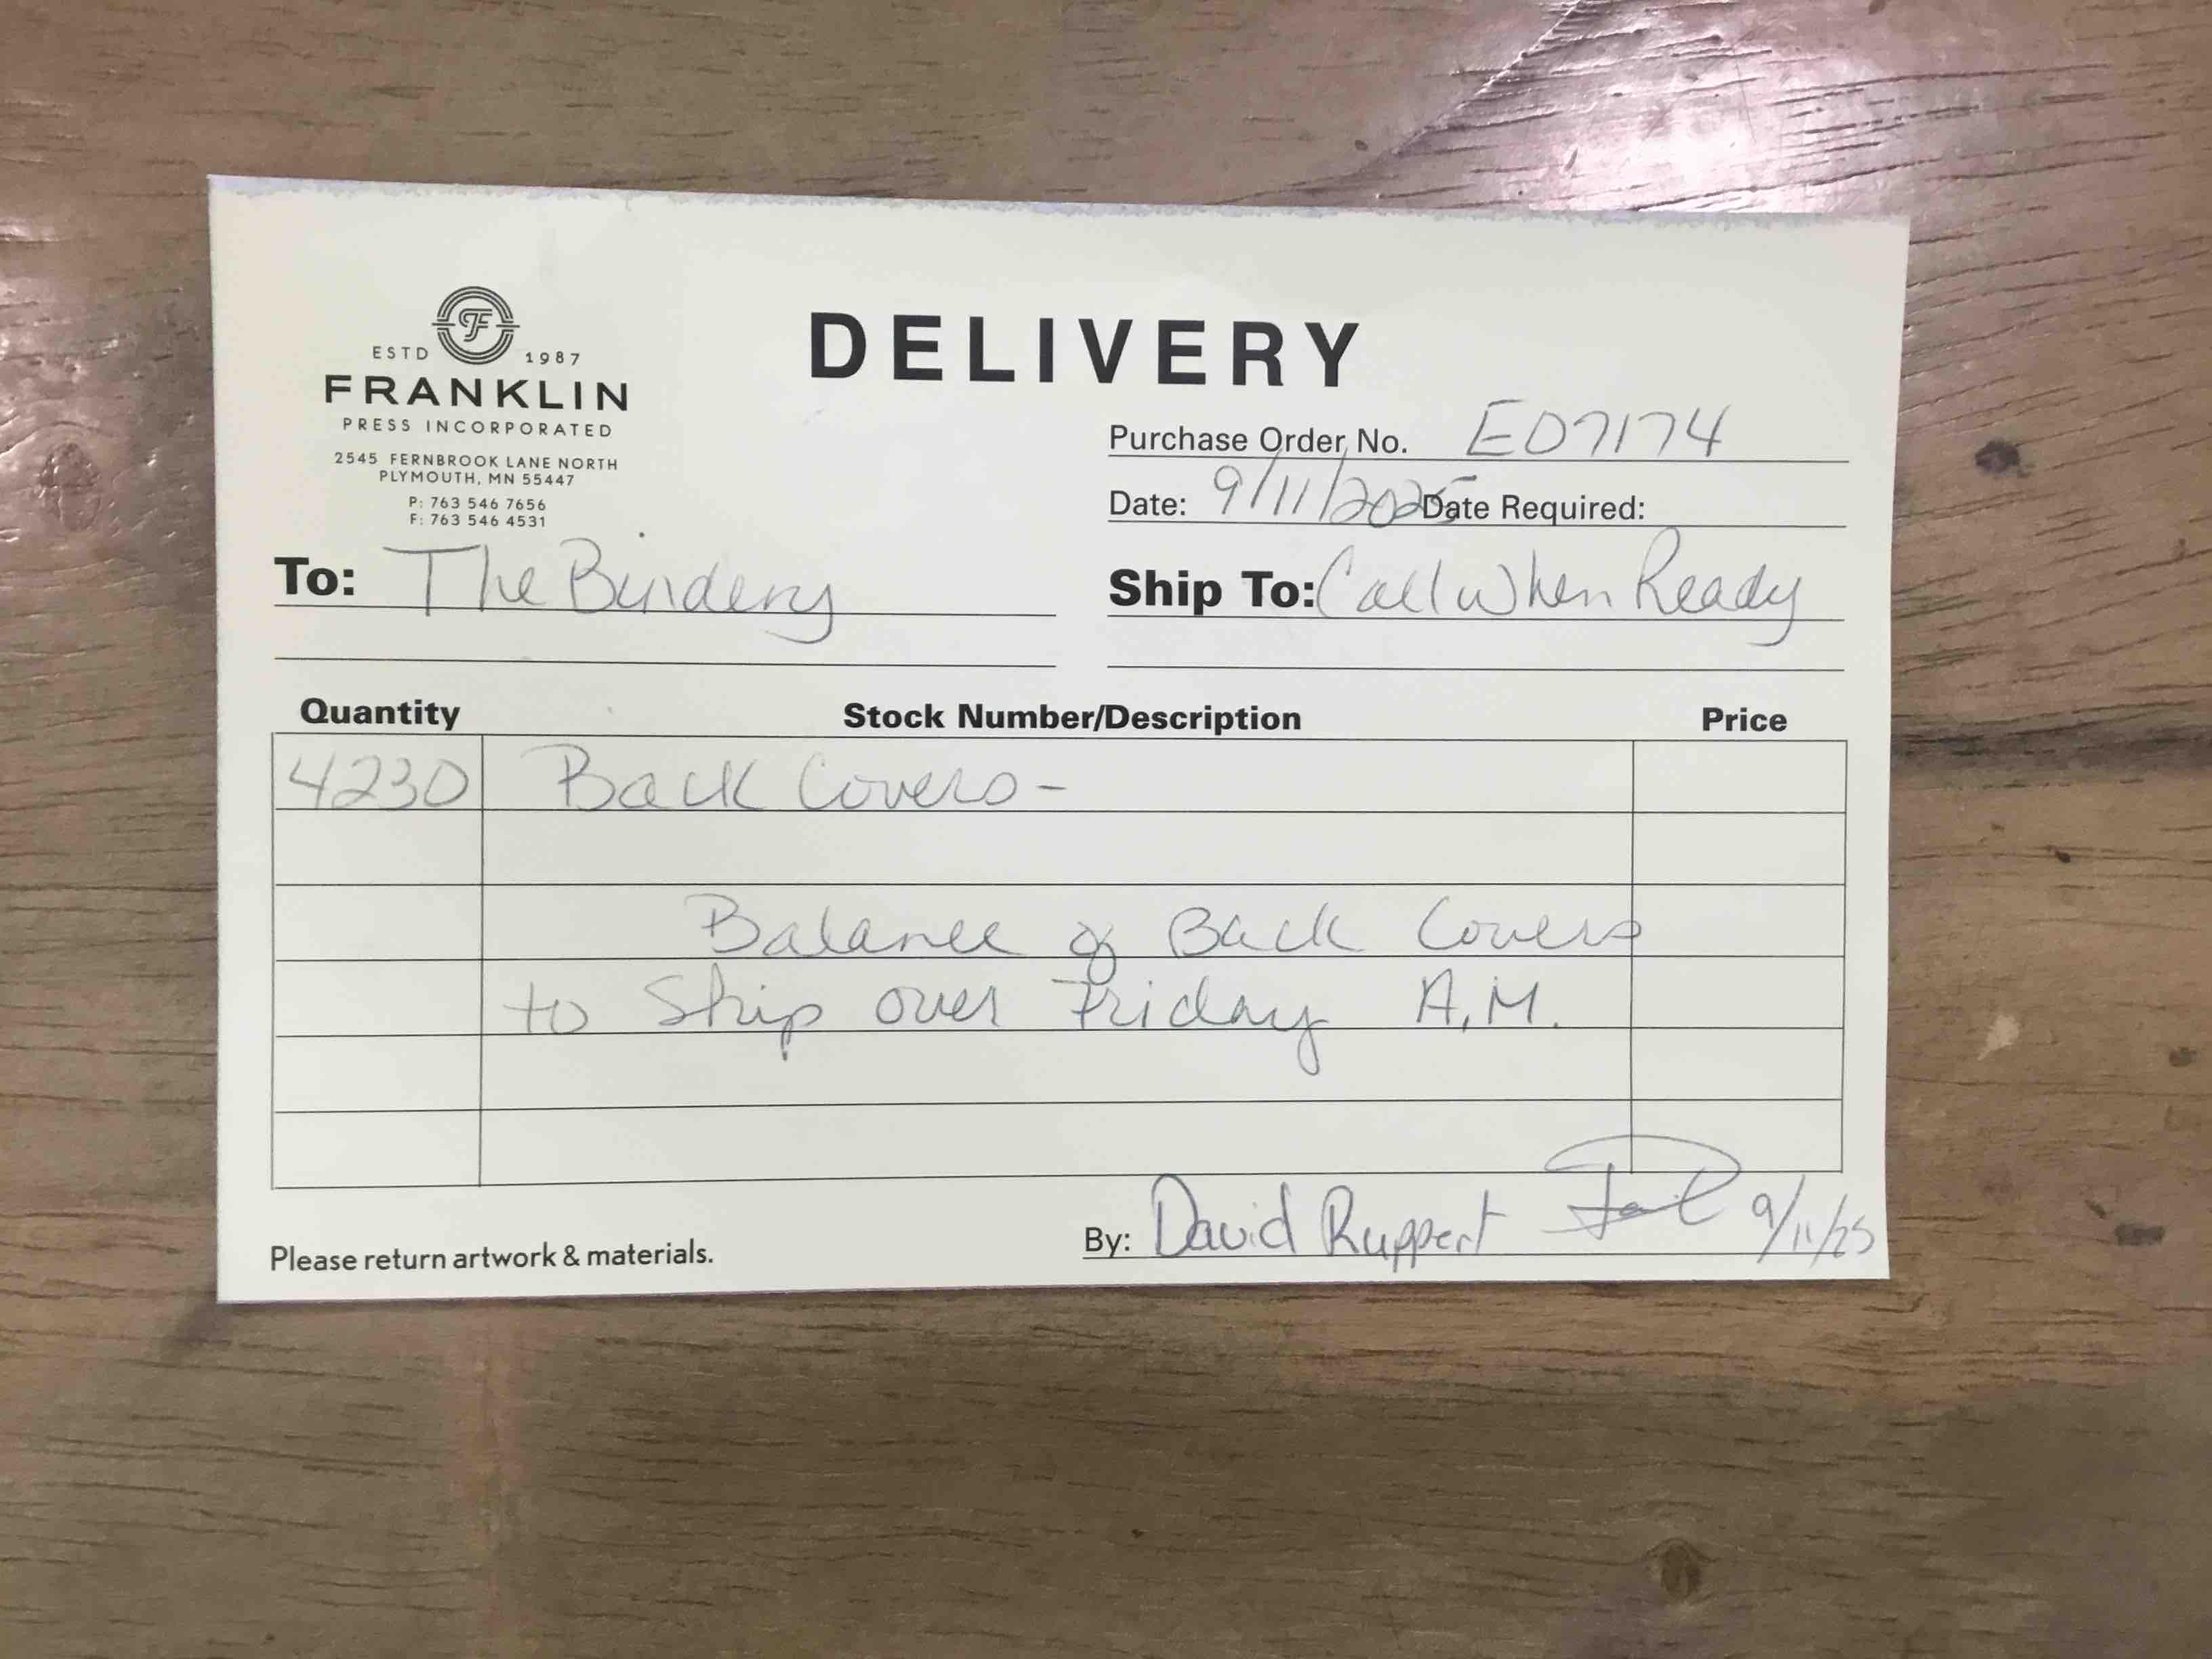 F
ESTD 1987
FRANKLIN
PRESS INCORPORATED
2545 FERNBROOK LANE NORTH
PLYMOUTH, MN 55447
P: 763 546 7656
F: 763 546 4531
DELIVERY
Purchase Order No. E07174
Date: 9/11/2025 Date Required:
To: The Bindery
Ship To: Call When Ready
Quantity Stock Number/Description Price
4230 Back Covers -
Balance of Back Covers
to Ship over Friday A.M.
Please return artwork & materials.
By: David Ruppert 9/11/25